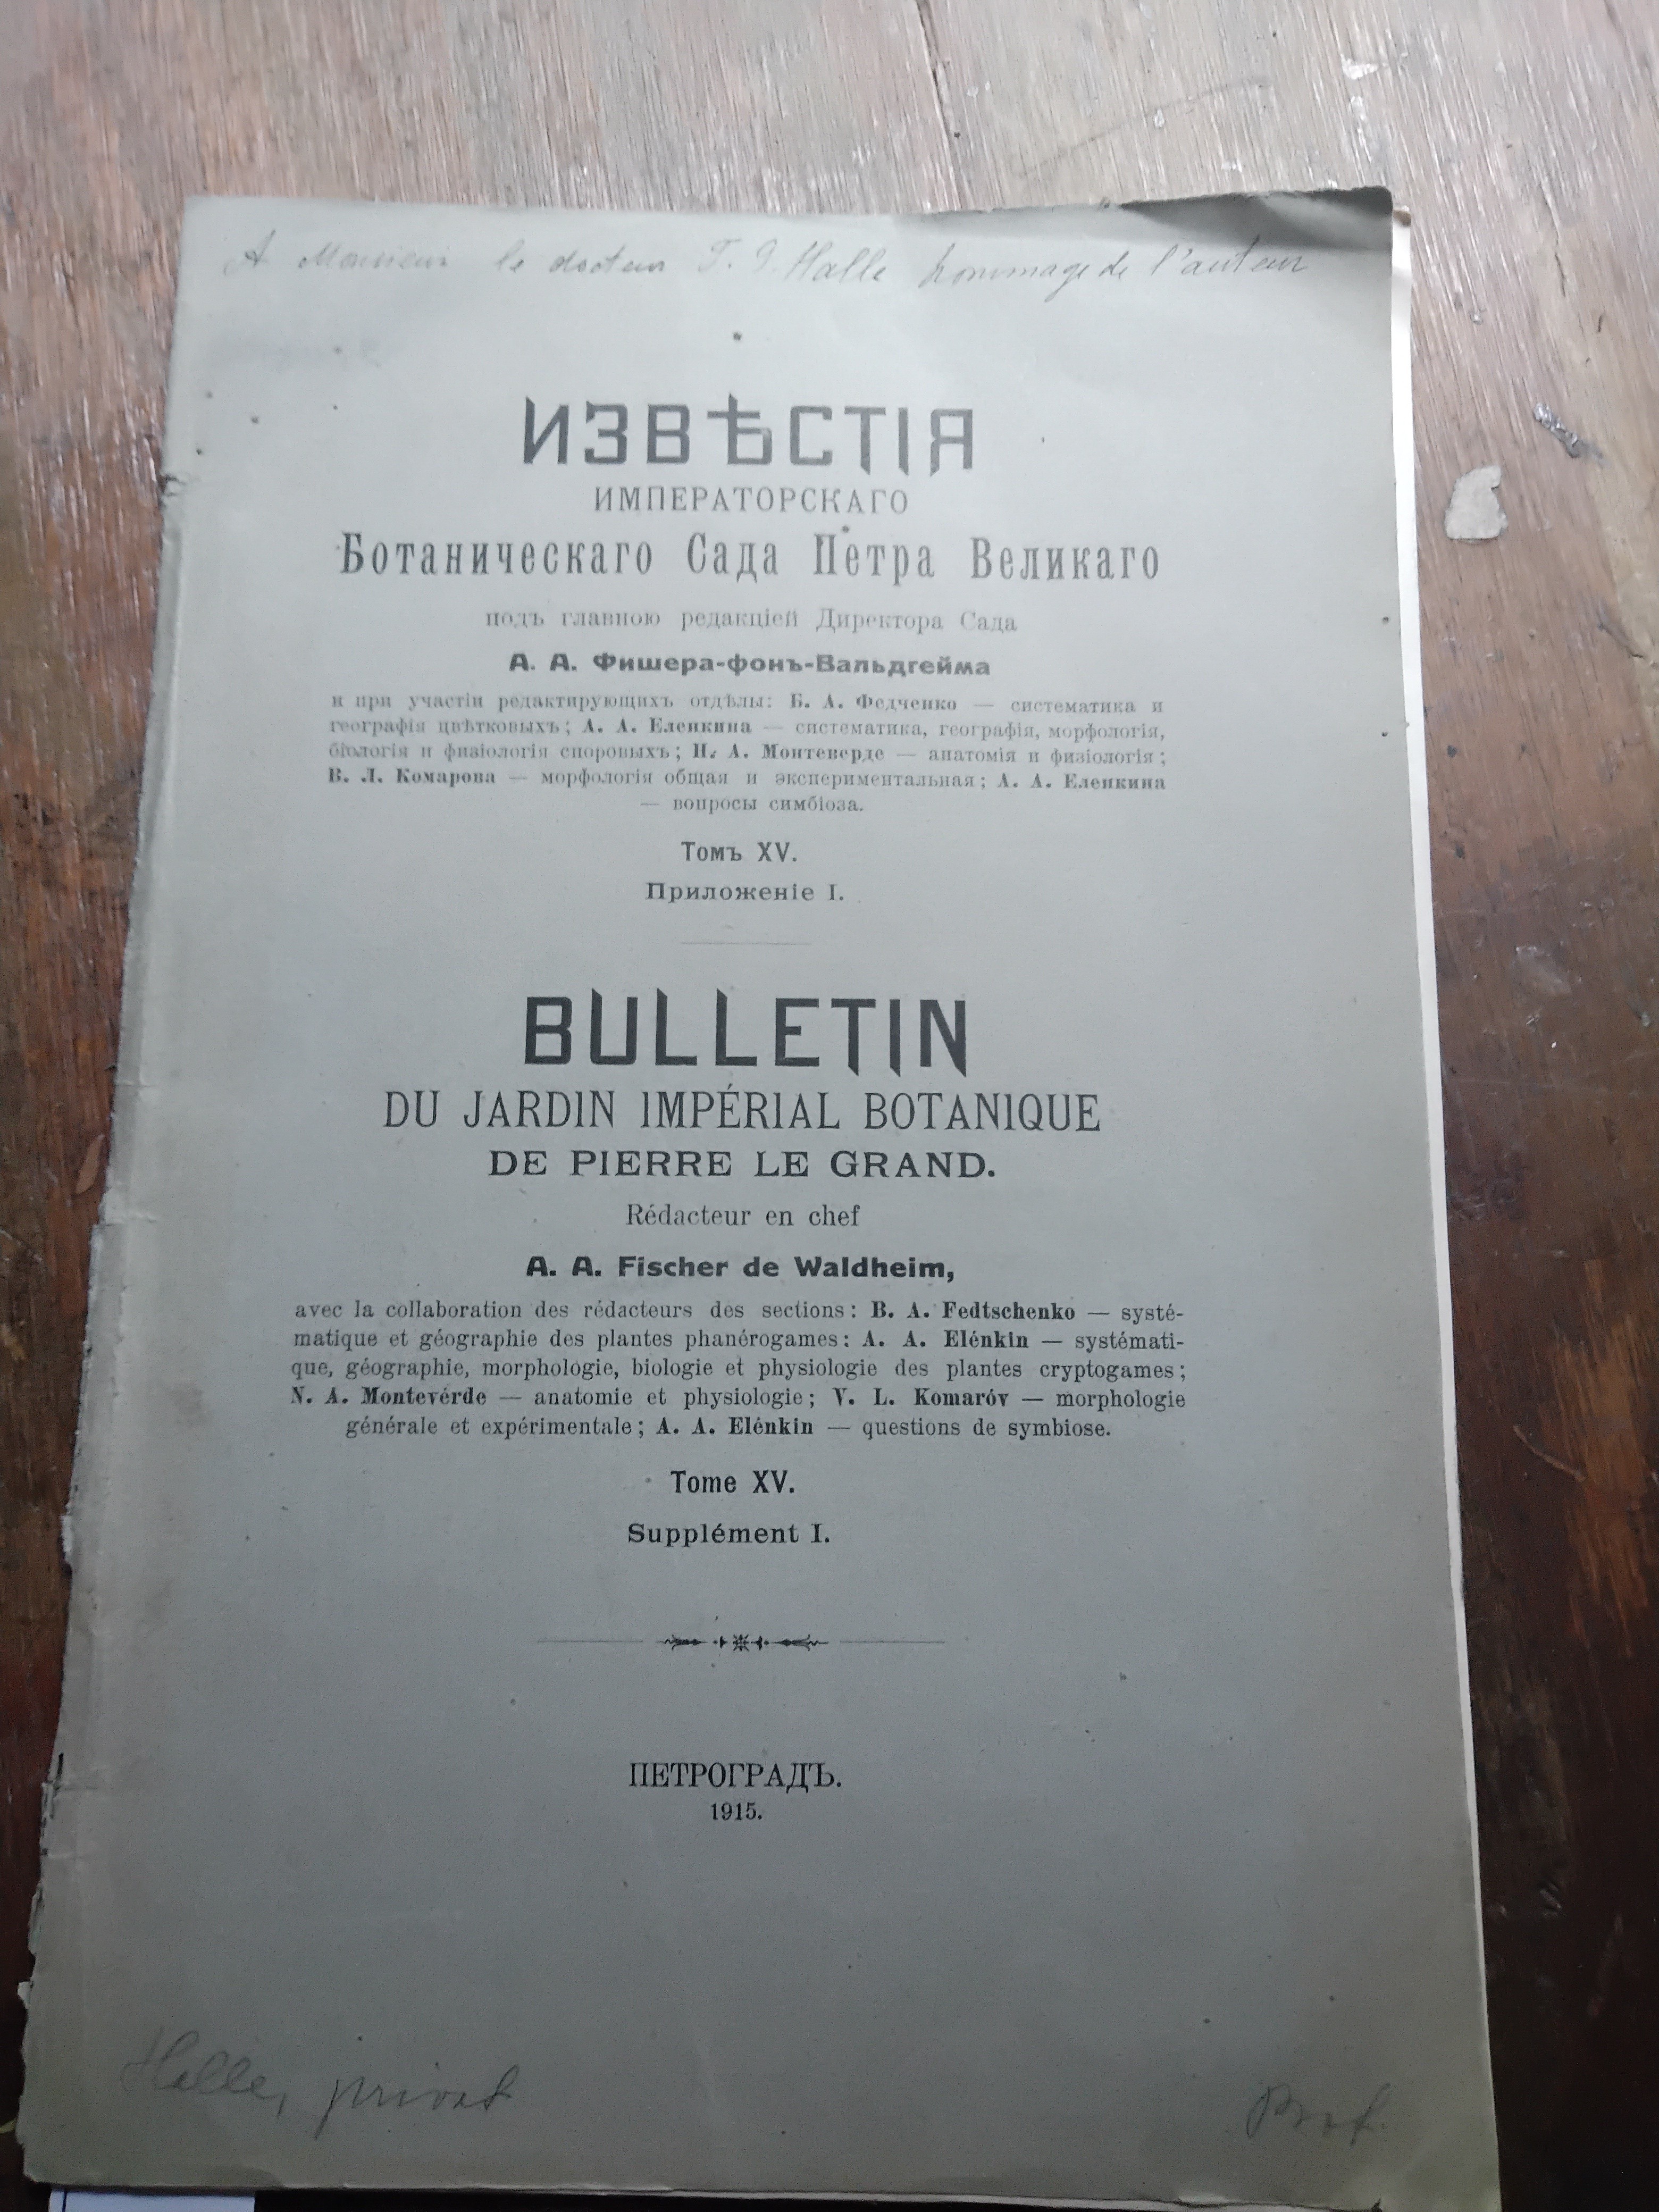 A Monsieur le docteur T. G. Halle hommage de l'auteur
ИЗВѢСТІЯ
ИМПЕРАТОРСКАГО
Ботаническаго Сада Петра Великаго
подъ главною редакціей Директора Сада
А. А. Фишера-фонъ-Вальдгейма
и при участіи редактирующихъ отдѣлы: Б. А. Федченко — систематика и
географія цвѣтковыхъ; А. А. Еленкина — систематика, географія, морфологія,
біологія и физіологія споровыхъ; Н. А. Монтеверде — анатомія и физіологія;
В. Л. Комарова — морфологія общая и экспериментальная; А. А. Еленкина
— вопросы симбіоза.
Томъ XV.
Приложеніе I.
BULLETIN
DU JARDIN IMPÉRIAL BOTANIQUE
DE PIERRE LE GRAND.
Rédacteur en chef
A. A. Fischer de Waldheim,
avec la collaboration des rédacteurs des sections: B. A. Fedtschenko — systé-
matique et géographie des plantes phanérogames: A. A. Elénkin — systémati-
que, géographie, morphologie, biologie et physiologie des plantes cryptogames;
N. A. Montevérde — anatomie et physiologie; V. L. Komaróv — morphologie
générale et expérimentale; A. A. Elénkin — questions de symbiose.
Tome XV.
Supplément I.
ПЕТРОГРАДЪ.
1915.
Halle, privat
Prof.